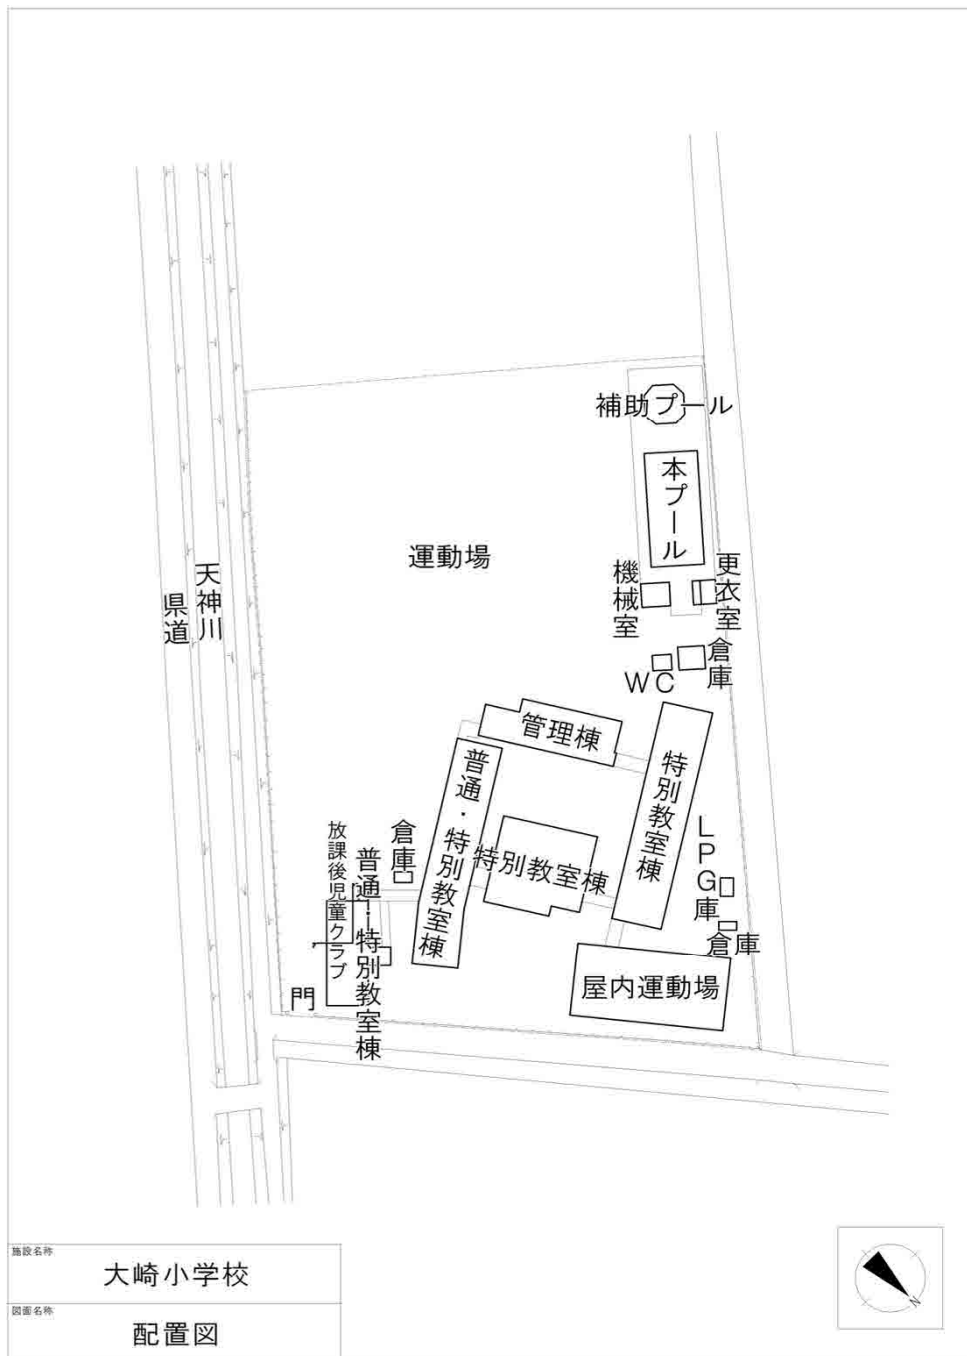 補助プール
本プール
運動場
機械室
更衣室
天神川
県道
倉庫
WC
管理棟
普通・特別教室棟
特別教室棟
特別教室棟
LPG庫
倉庫
倉庫
放課後児童クラブ
普通・特別教室棟
屋内運動場
門
施設名称
大崎小学校
図面名称
配置図
N